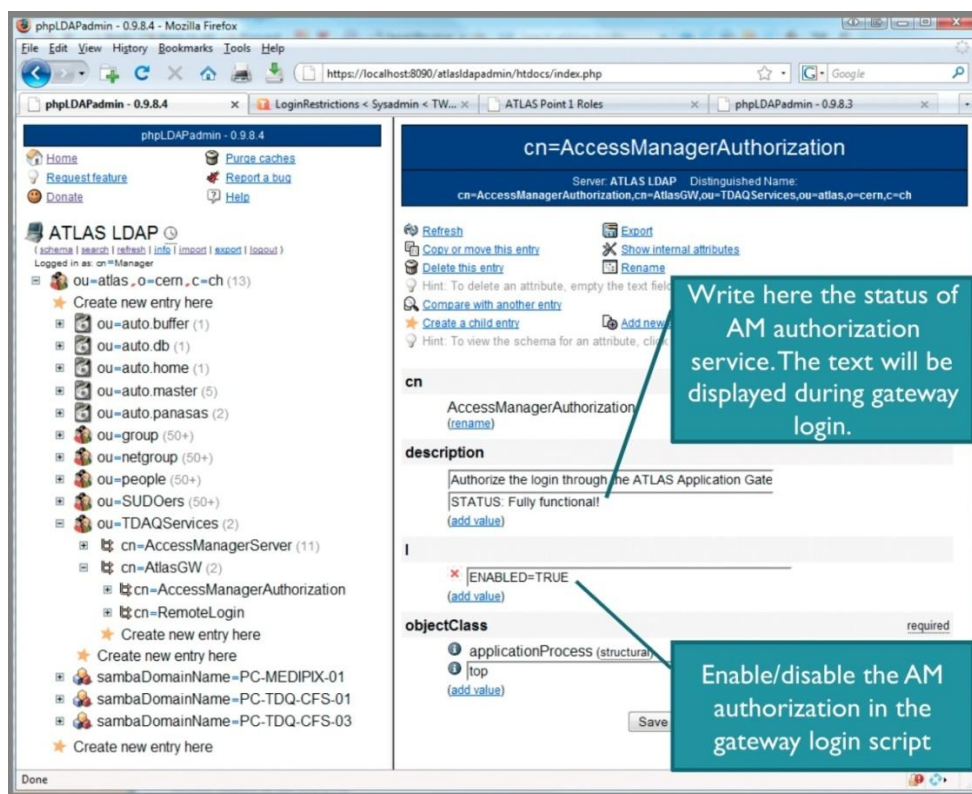 phpLDAPadmin - 0.9.8.4 - Mozilla Firefox
File Edit View History Bookmarks Tools Help
https://localhost:8090/atlasldapadmin/htdocs/index.php
Google
phpLDAPadmin - 0.9.8.4
LoginRestrictions < Sysadmin < TW...
ATLAS Point 1 Roles
phpLDAPadmin - 0.9.8.3
phpLDAPadmin - 0.9.8.4
Home
Purge caches
Request feature
Report a bug
Donate
Help
ATLAS LDAP
( schema | search | refresh | info | import | export | logout )
Logged in as: cn=Manager
ou=atlas,o=cern,c=ch (13)
Create new entry here
ou=auto.buffer (1)
ou=auto.db (1)
ou=auto.home (1)
ou=auto.master (5)
ou=auto.panasas (2)
ou=group (50+)
ou=netgroup (50+)
ou=people (50+)
ou=SUDOers (50+)
ou=TDAQServices (2)
cn=AccessManagerServer (11)
cn=AtlasGW (2)
cn=AccessManagerAuthorization
cn=RemoteLogin
Create new entry here
Create new entry here
sambaDomainName=PC-MEDIPIX-01
sambaDomainName=PC-TDQ-CFS-01
sambaDomainName=PC-TDQ-CFS-03
Create new entry here
cn=AccessManagerAuthorization
Server: ATLAS LDAP Distinguished Name:
cn=AccessManagerAuthorization,cn=AtlasGW,ou=TDAQServices,ou=atlas,o=cern,c=ch
Refresh
Export
Copy or move this entry
Show internal attributes
Delete this entry
Rename
Hint: To delete an attribute, empty the text field
Compare with another entry
Create a child entry
Add new
Hint: To view the schema for an attribute, click
cn
AccessManagerAuthorization
(rename)
description
Authorize the login through the ATLAS Application Gate
STATUS: Fully functional!
(add value)
l
ENABLED=TRUE
(add value)
objectClass
required
applicationProcess (structural)
top
(add value)
Save
Write here the status of
AM authorization
service. The text will be
displayed during gateway
login.
Enable/disable the AM
authorization in the
gateway login script
Done